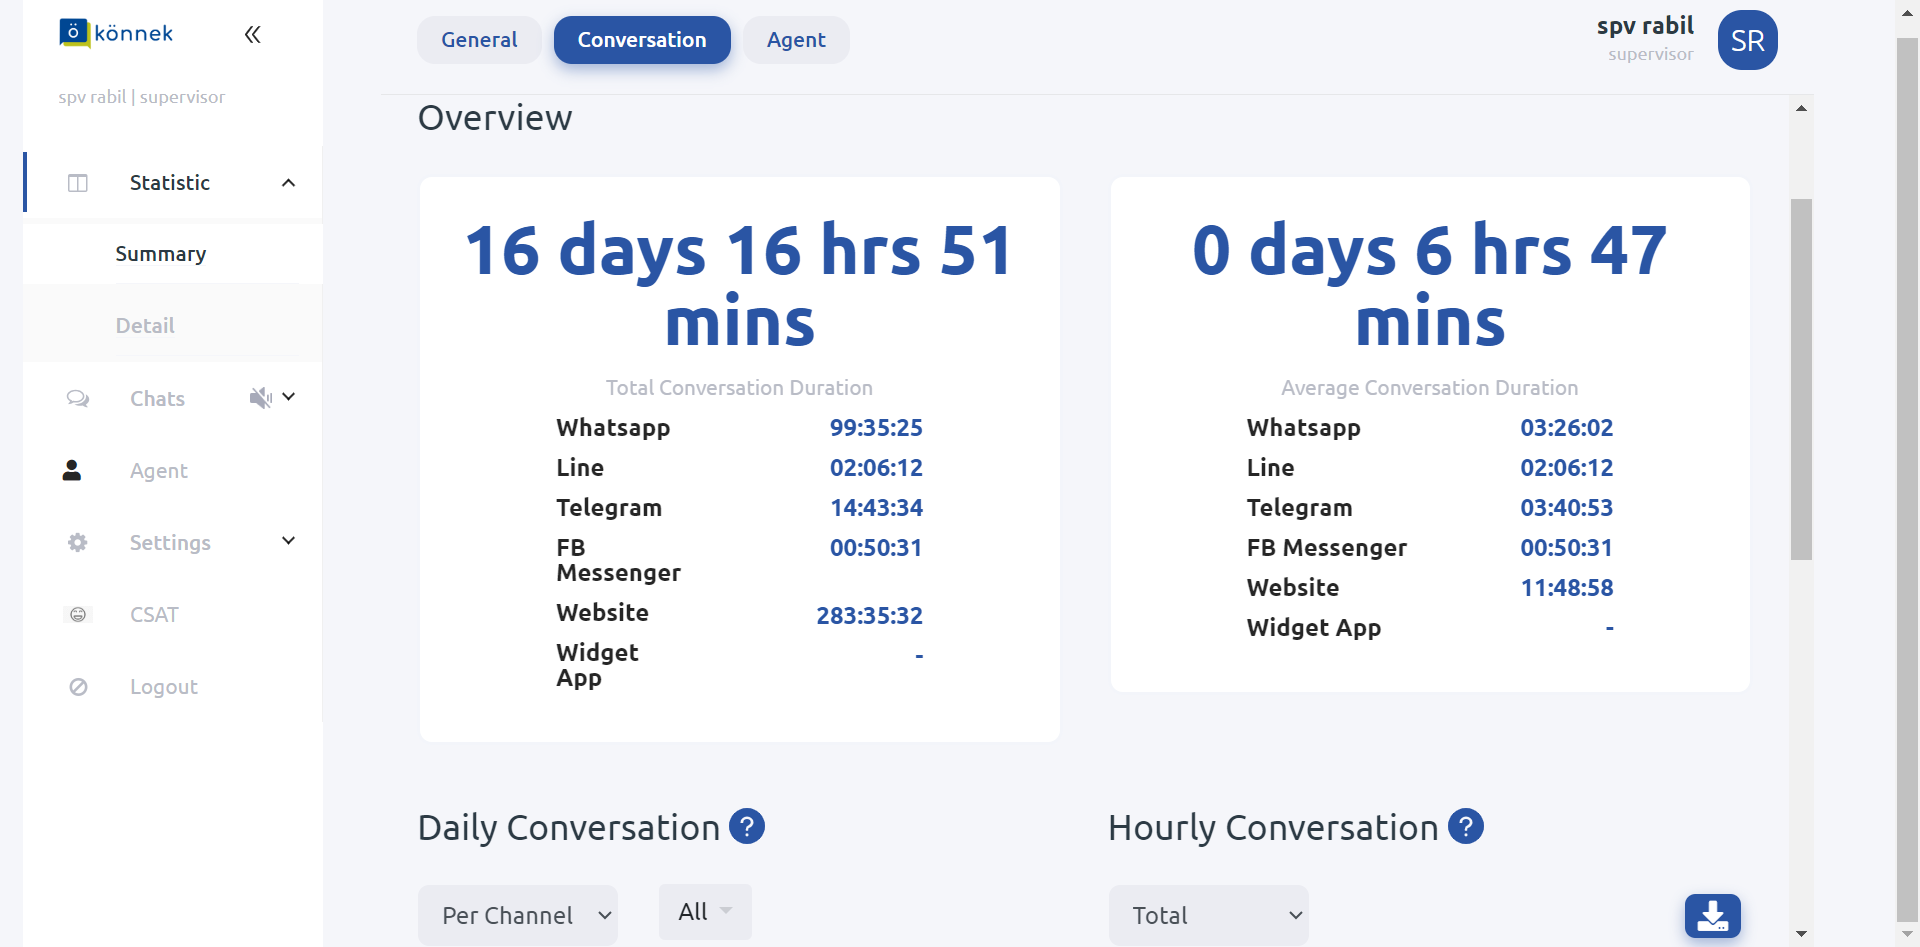 ö könnek
spv rabil | supervisor
Statistic
Summary
Detail
Chats
Agent
Settings
CSAT
Logout
General
Conversation
Agent
spv rabil
supervisor
SR
Overview
16 days 16 hrs 51
mins
Total Conversation Duration
Whatsapp 99:35:25
Line 02:06:12
Telegram 14:43:34
FB 00:50:31
Messenger
Website 283:35:32
Widget -
App
0 days 6 hrs 47
mins
Average Conversation Duration
Whatsapp 03:26:02
Line 02:06:12
Telegram 03:40:53
FB Messenger 00:50:31
Website 11:48:58
Widget App -
Daily Conversation ?
Per Channel
All
Hourly Conversation ?
Total